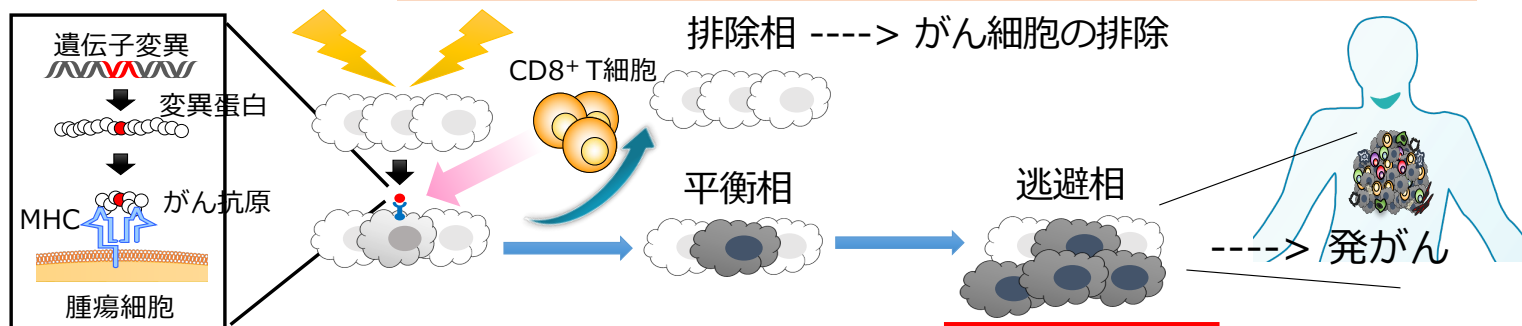 遺伝子変異
変異蛋白
がん抗原
MHC
腫瘍細胞
CD8⁺ T細胞
排除相 ----> がん細胞の排除
平衡相
逃避相
----> 発がん